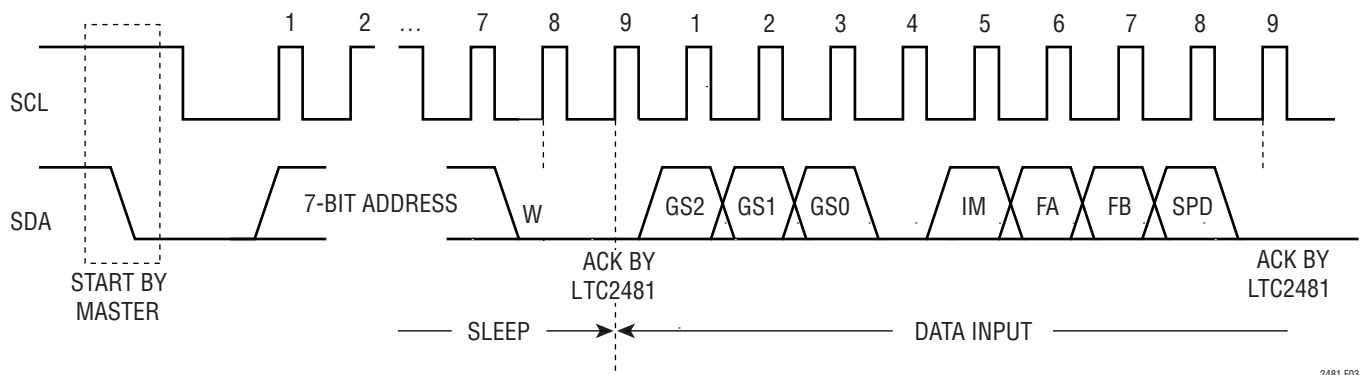 1 2 … 7 8 9 1 2 3 4 5 6 7 8 9
SCL
SDA
7-BIT ADDRESS
W
GS2 GS1 GS0 IM FA FB SPD
START BY
MASTER
ACK BY
LTC2481
ACK BY
LTC2481
SLEEP
DATA INPUT
2481 F03